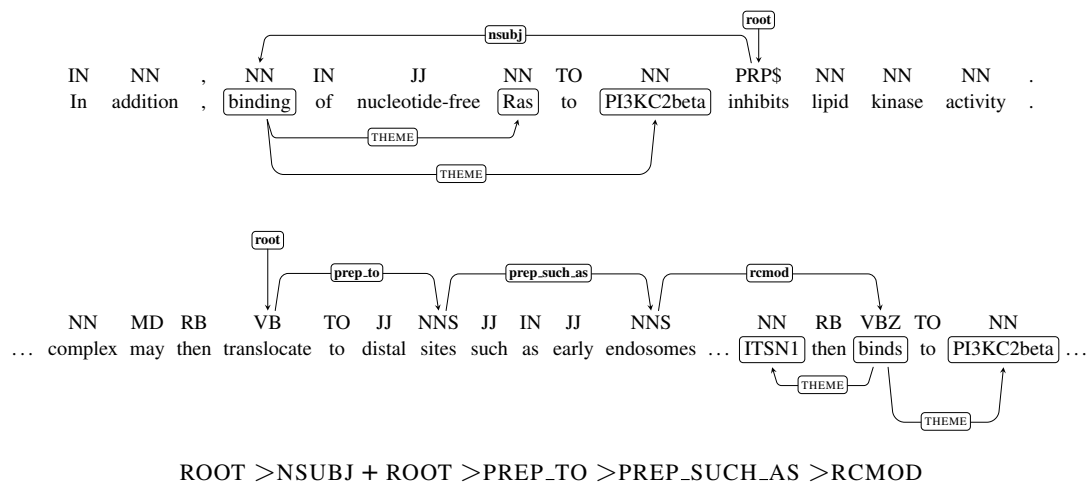 root
nsubj
IN NN , NN IN JJ NN TO NN PRP$ NN NN NN .
In addition , binding of nucleotide-free Ras to PI3KC2beta inhibits lipid kinase activity .
THEME
THEME
root
prep_to prep_such_as rcmod
NN MD RB VB TO JJ NNS JJ IN JJ NNS NN RB VBZ TO NN
... complex may then translocate to distal sites such as early endosomes ... ITSN1 then binds to PI3KC2beta ...
THEME
THEME
ROOT >NSUBJ + ROOT >PREP_TO >PREP_SUCH_AS >RCMOD